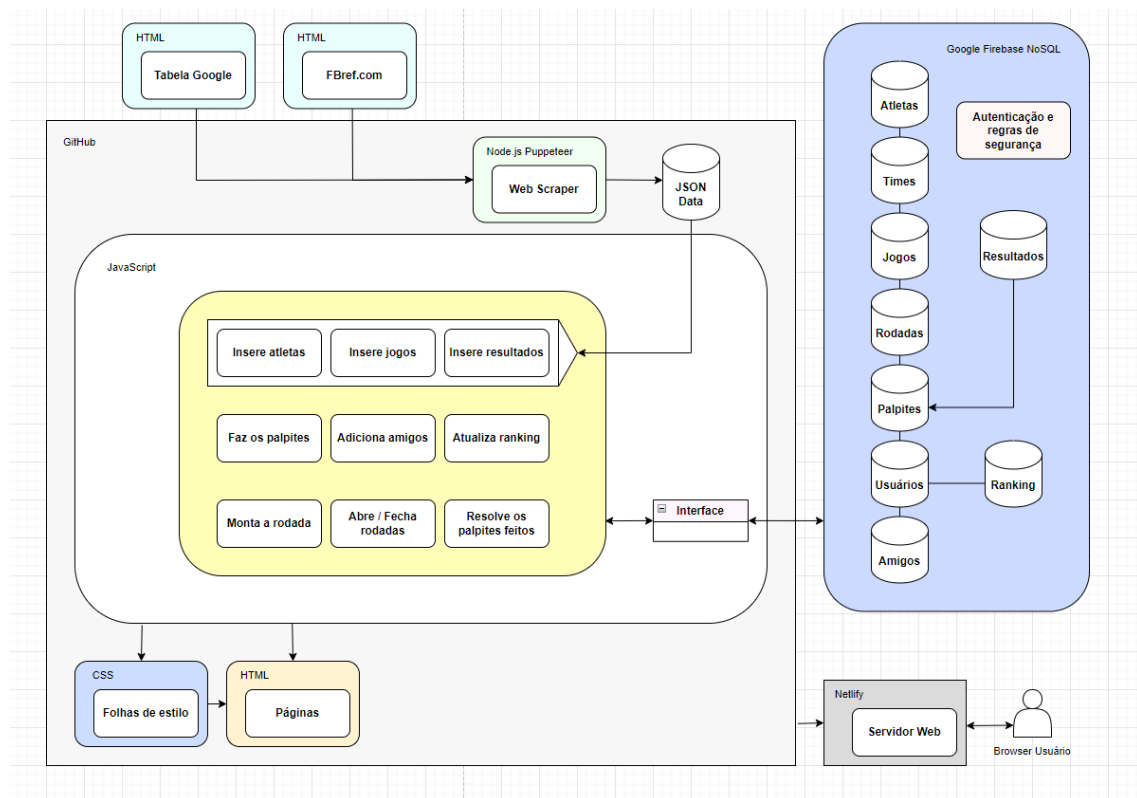 HTML
Tabela Google
HTML
FBref.com
GitHub
Node.js Puppeteer
Web Scraper
JSON
Data
JavaScript
Insere atletas
Insere jogos
Insere resultados
Faz os palpites
Adiciona amigos
Atualiza ranking
Monta a rodada
Abre / Fecha
rodadas
Resolve os
palpites feitos
Interface
CSS
Folhas de estilo
HTML
Páginas
Google Firebase NoSQL
Atletas
Autenticação e
regras de
segurança
Times
Jogos
Resultados
Rodadas
Palpites
Usuários
Ranking
Amigos
Netlify
Servidor Web
Browser Usuário